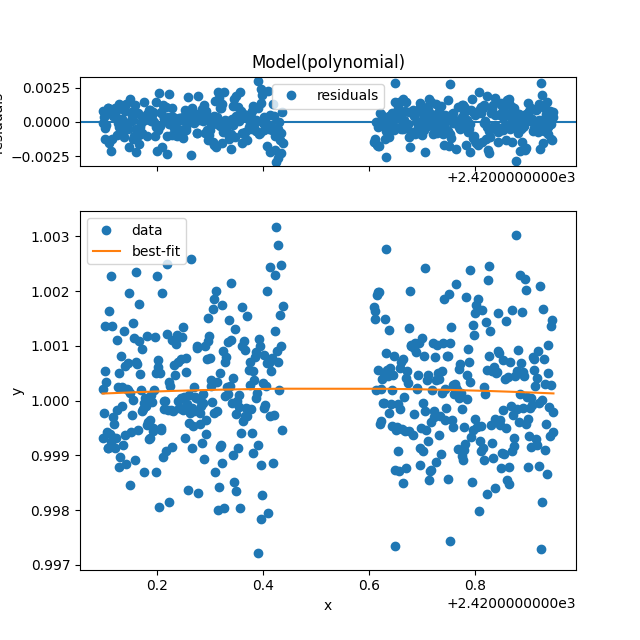 Model(polynomial)
0.0025
0.0000
−0.0025
residuals
+2.4200000000e3
1.003
1.002
1.001
1.000
0.999
0.998
0.997
y
data
best-fit
0.2
0.4
0.6
0.8
x
+2.4200000000e3